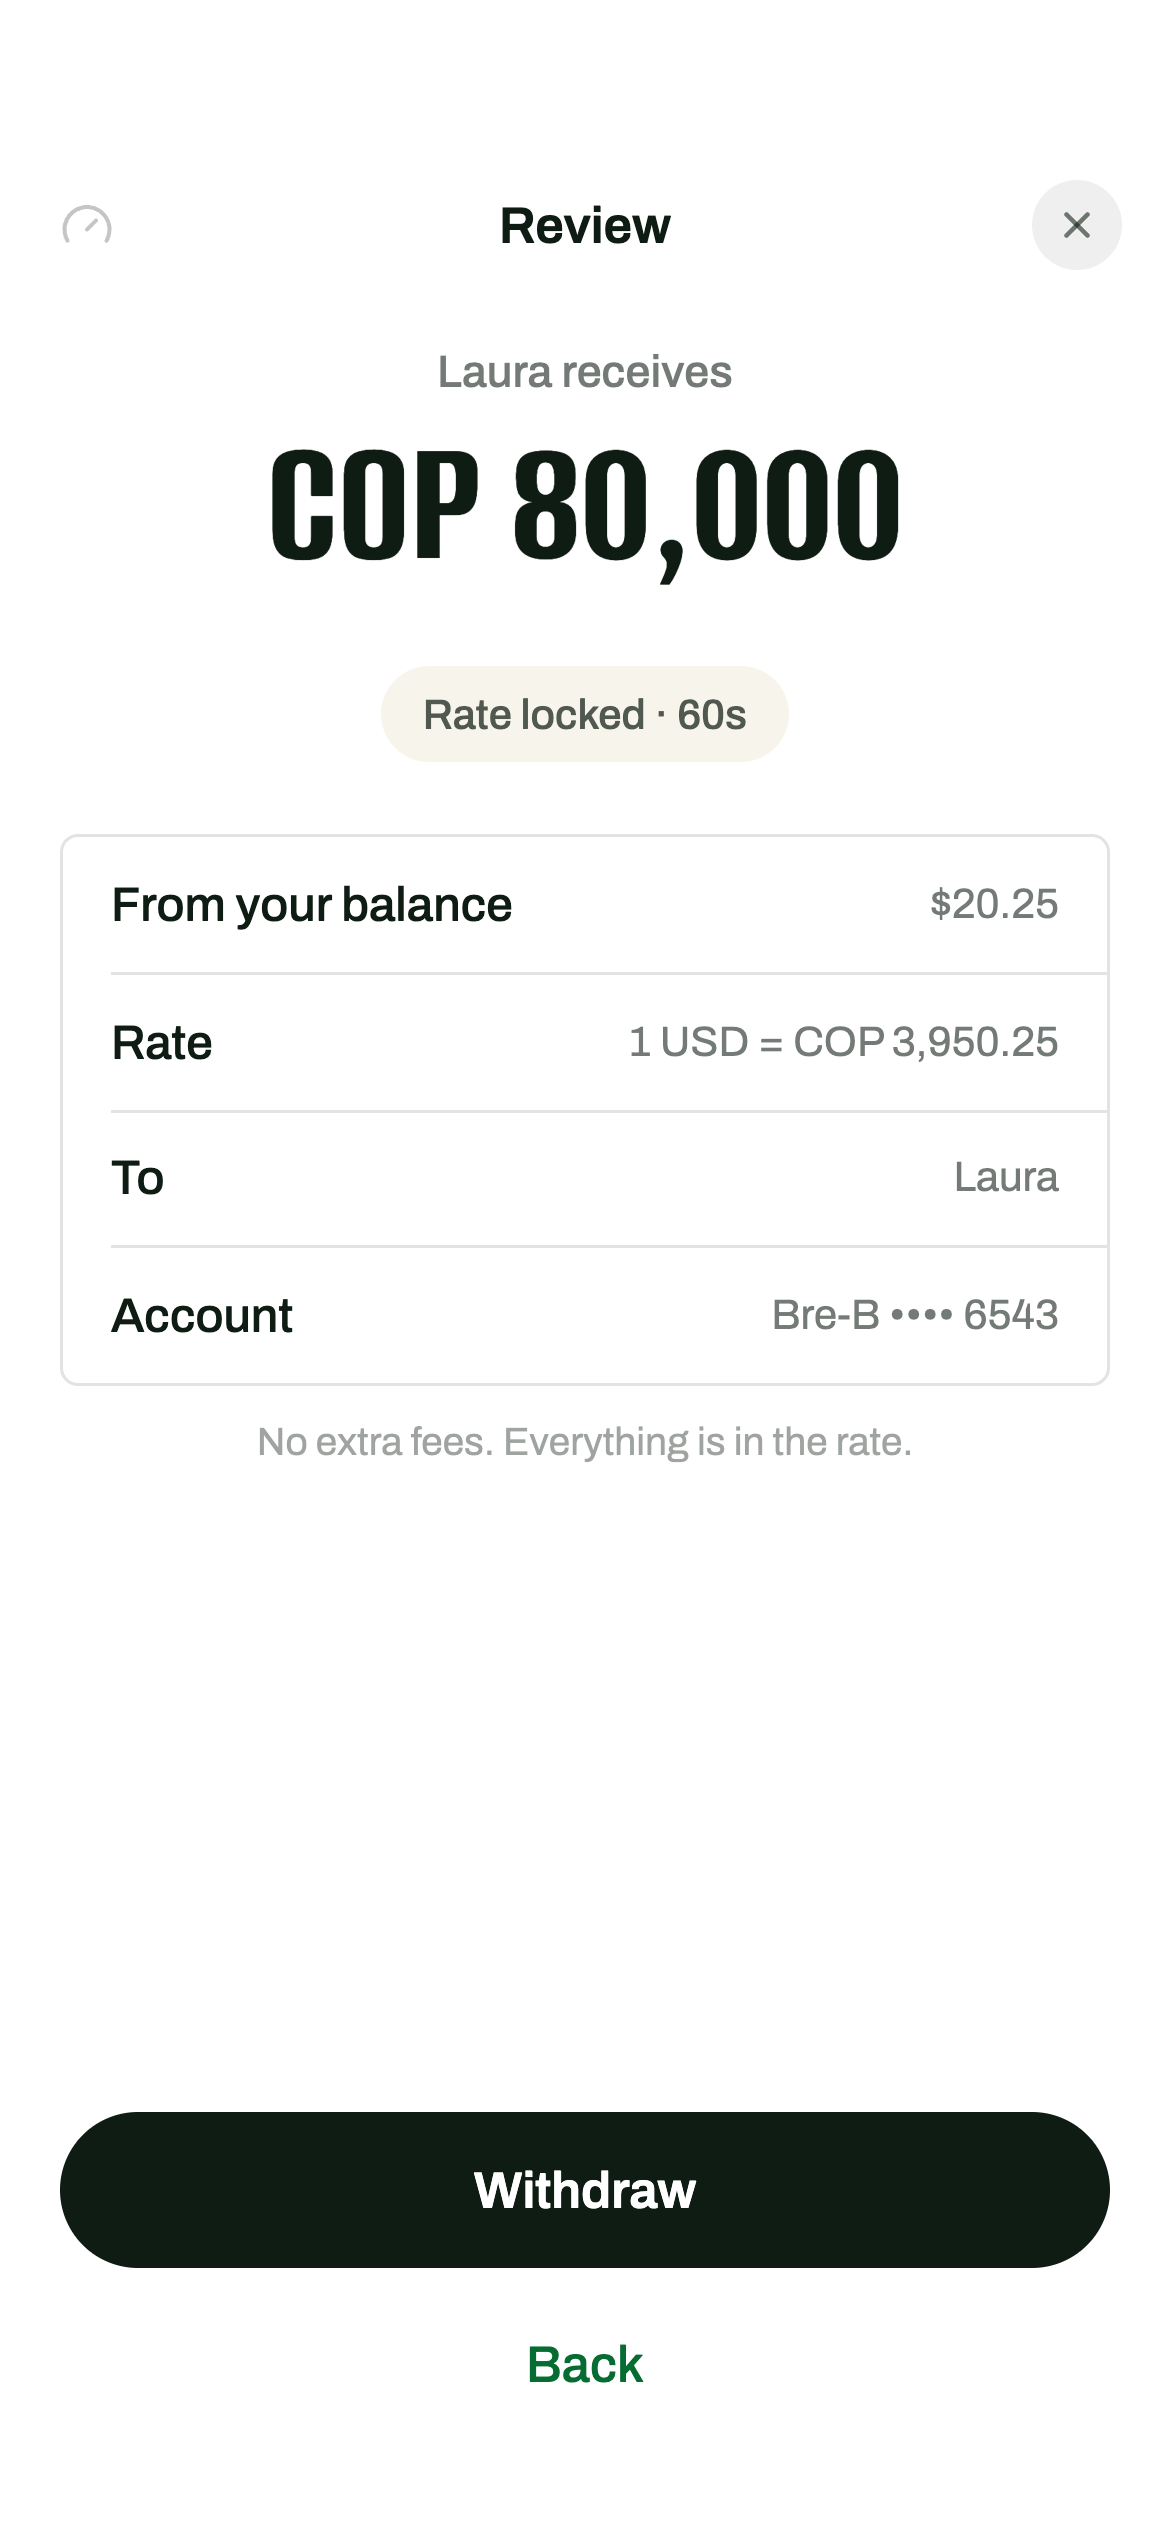 Review
Laura receives
COP 80,000
Rate locked · 60s
From your balance $20.25
Rate 1 USD = COP 3,950.25
To Laura
Account Bre-B •••• 6543
No extra fees. Everything is in the rate.
Withdraw
Back